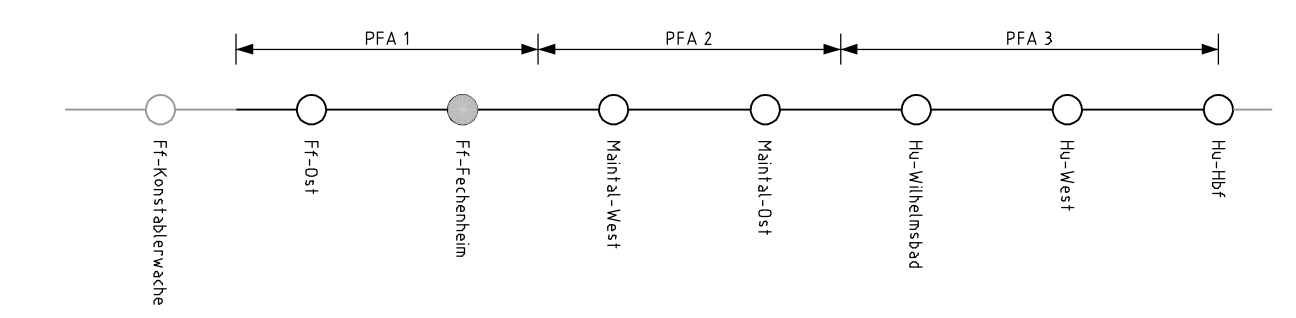 PFA 1
PFA 2
PFA 3
Ff-Konstablerwache
Ff-Ost
Ff-Fechenheim
Maintal-West
Maintal-Ost
Hu-Wilhelmsbad
Hu-West
Hu-Hbf